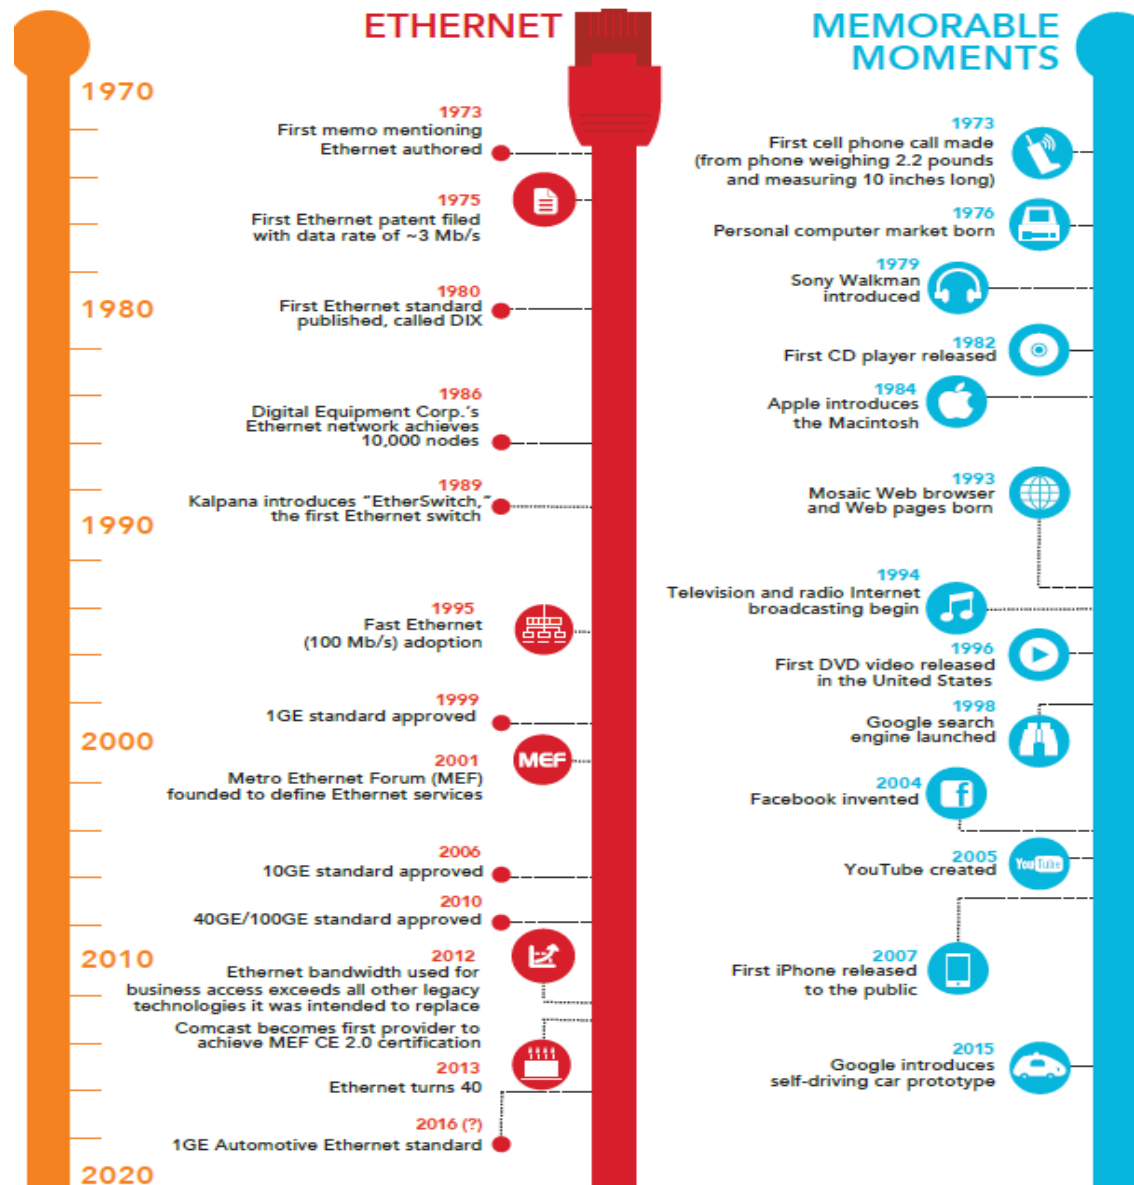 ETHERNET
MEMORABLE
MOMENTS
1970
1980
1990
2000
2010
2020
1973
First memo mentioning
Ethernet authored
1975
First Ethernet patent filed
with data rate of ~3 Mb/s
1980
First Ethernet standard
published, called DIX
1986
Digital Equipment Corp.'s
Ethernet network achieves
10,000 nodes
1989
Kalpana introduces "EtherSwitch,"
the first Ethernet switch
1995
Fast Ethernet
(100 Mb/s) adoption
1999
1GE standard approved
MEF
2001
Metro Ethernet Forum (MEF)
founded to define Ethernet services
2006
10GE standard approved
2010
40GE/100GE standard approved
2012
Ethernet bandwidth used for
business access exceeds all other legacy
technologies it was intended to replace
Comcast becomes first provider to
achieve MEF CE 2.0 certification
2013
Ethernet turns 40
2016 (?)
1GE Automotive Ethernet standard
1973
First cell phone call made
(from phone weighing 2.2 pounds
and measuring 10 inches long)
1976
Personal computer market born
1979
Sony Walkman
introduced
1982
First CD player released
1984
Apple introduces
the Macintosh
1993
Mosaic Web browser
and Web pages born
1994
Television and radio Internet
broadcasting begin
1996
First DVD video released
in the United States
1998
Google search
engine launched
2004
Facebook invented
f
2005
YouTube created
YouTube
2007
First iPhone released
to the public
2015
Google introduces
self-driving car prototype